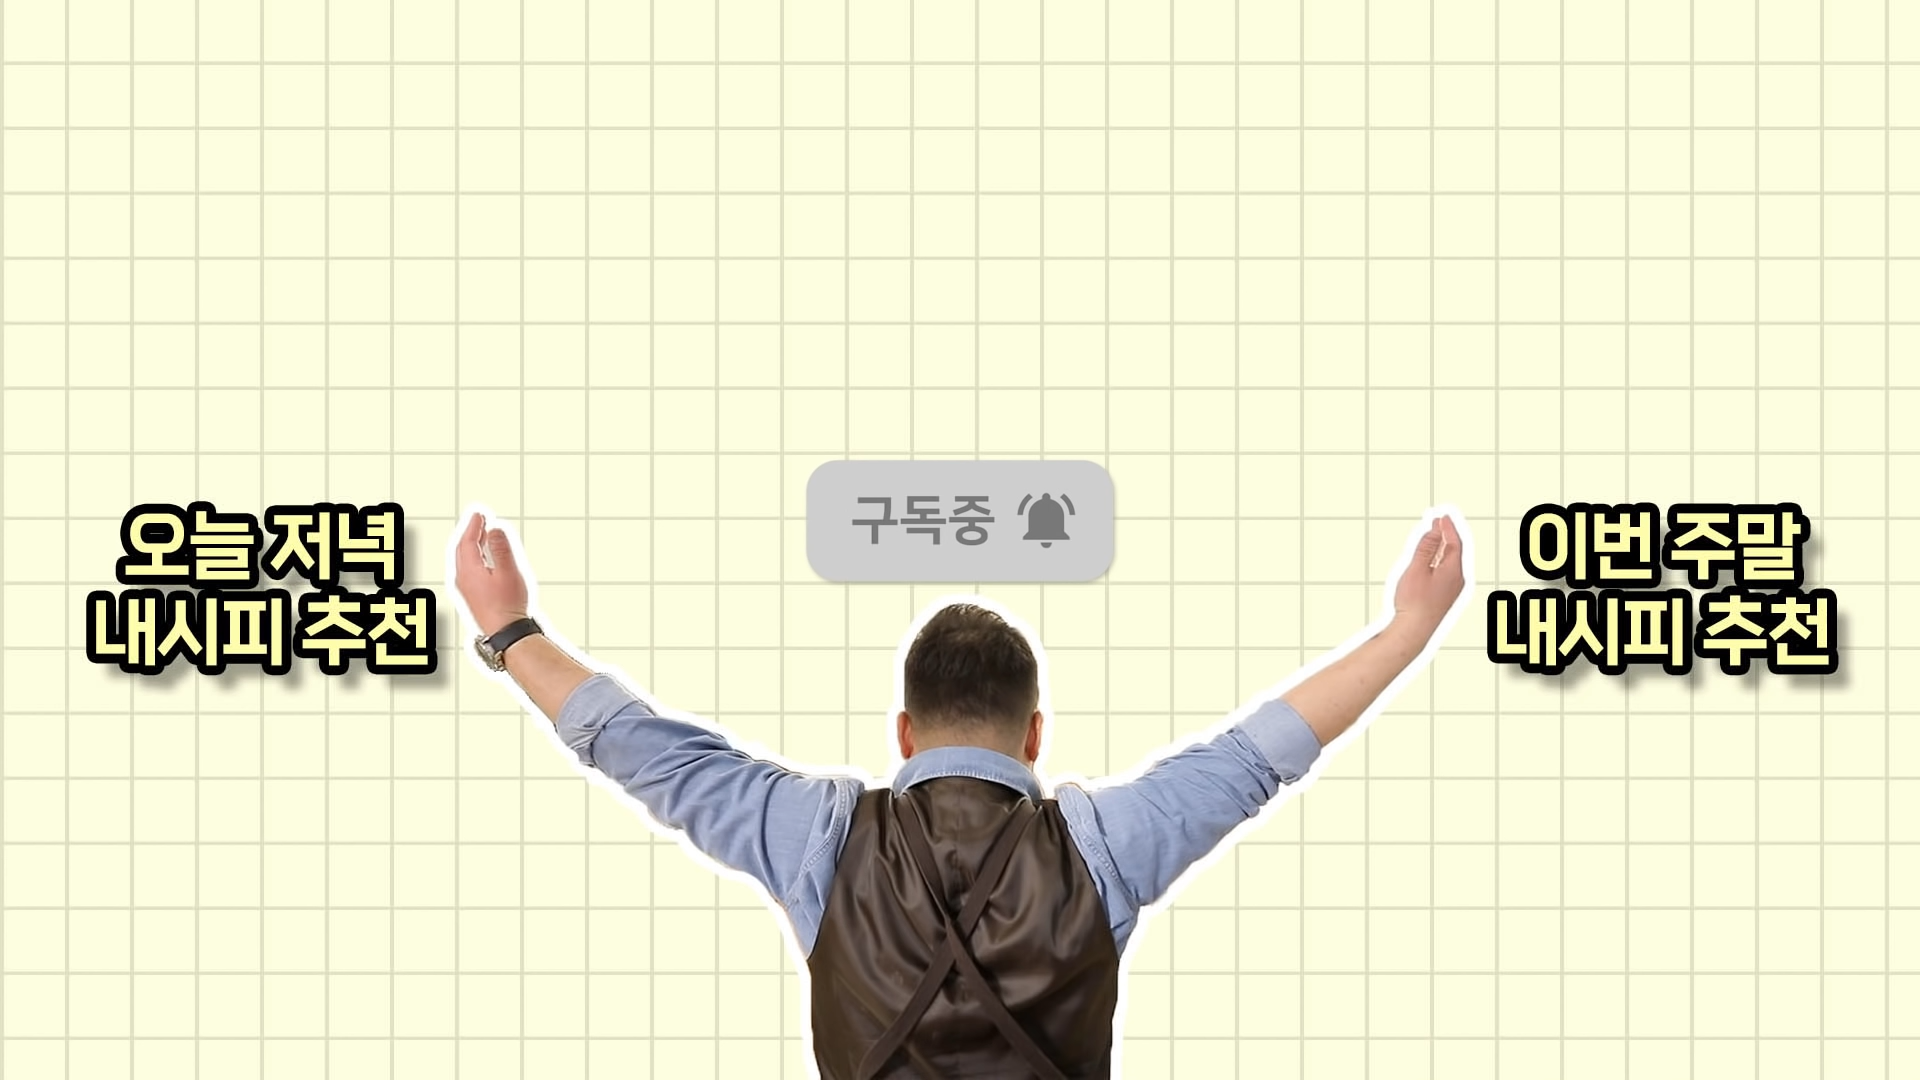 오늘 저녁
내시피 추천
구독중
이번 주말
내시피 추천